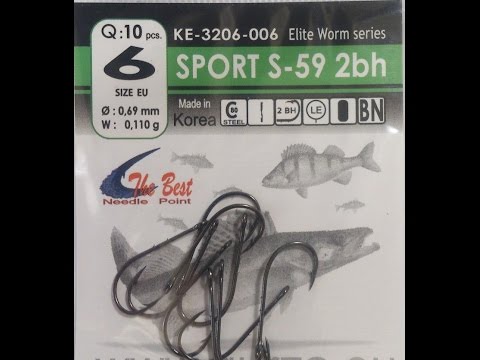 Q:10 pcs.
KE-3206-006 Elite Worm series
6
SIZE EU
Ø : 0,69 mm
W : 0,110 g
SPORT S-59 2bh
Made in
Korea
C 80
STEEL
2 BH
LE
BN
The Best
Needle Point